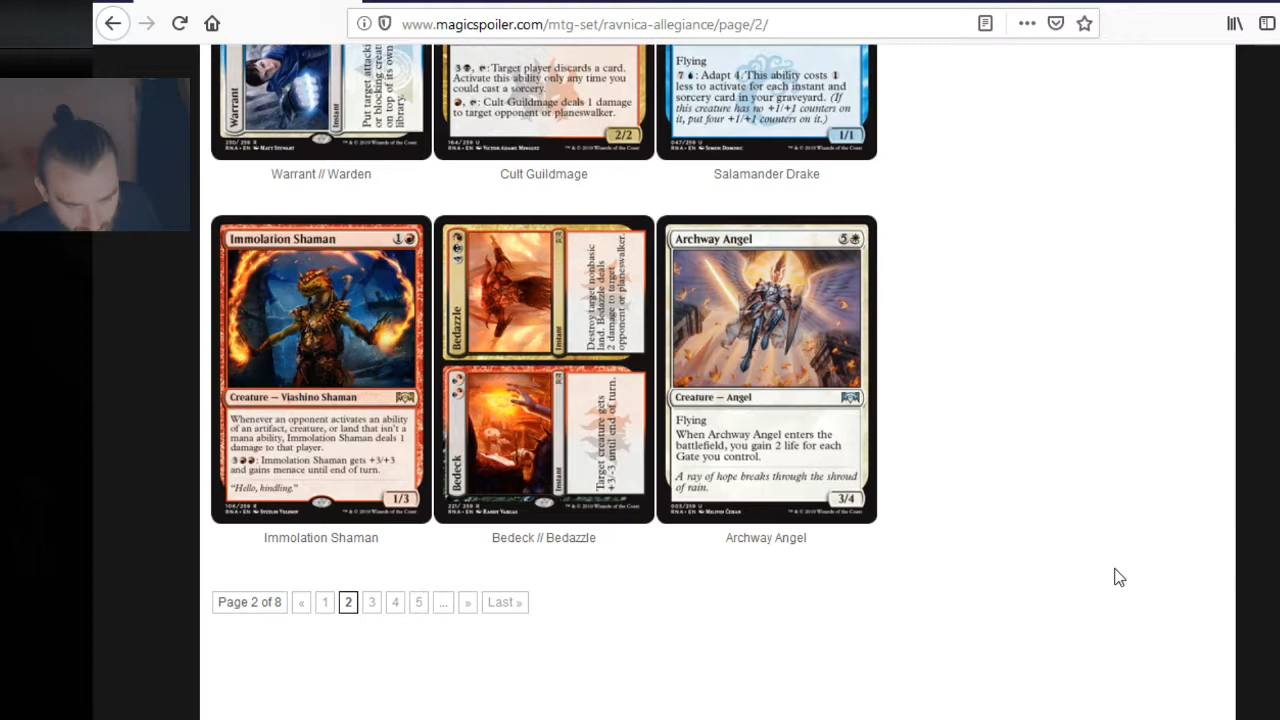 www.magicspoiler.com/mtg-set/ravnica-allegiance/page/2/
Warrant
Instant
Put target attacking
or blocking creature
on top of its owner's
library.
3, : Target player discards a card.
Activate this ability only any time you
could cast a sorcery.
, : Cult Guildmage deals 1 damage
to target opponent or planeswalker.
2/2
Flying
7: Adapt 4. This ability costs 1
less to activate for each instant and
sorcery card in your graveyard. (If
this creature has no +1/+1 counters on
it, put four +1/+1 counters on it.)
1/1
Warrant // Warden
Cult Guildmage
Salamander Drake
Immolation Shaman 1
Creature — Viashino Shaman
Whenever an opponent activates an ability
of an artifact, creature, or land that isn't a
mana ability, Immolation Shaman deals 1
damage to that player.
3: Immolation Shaman gets +3/+3
and gains menace until end of turn.
"Hello, kindling."
1/3
Bedazzle 4
Instant
Destroy target nonbasic
land. Bedazzle deals
2 damage to target
opponent or planeswalker.
Bedeck
Instant
Target creature gets
+3/-3 until end of turn.
Archway Angel 5
Creature — Angel
Flying
When Archway Angel enters the
battlefield, you gain 2 life for each
Gate you control.
A ray of hope breaks through the shroud
of rain.
3/4
Immolation Shaman
Bedeck // Bedazzle
Archway Angel
Page 2 of 8 « 1 2 3 4 5 ... » Last »